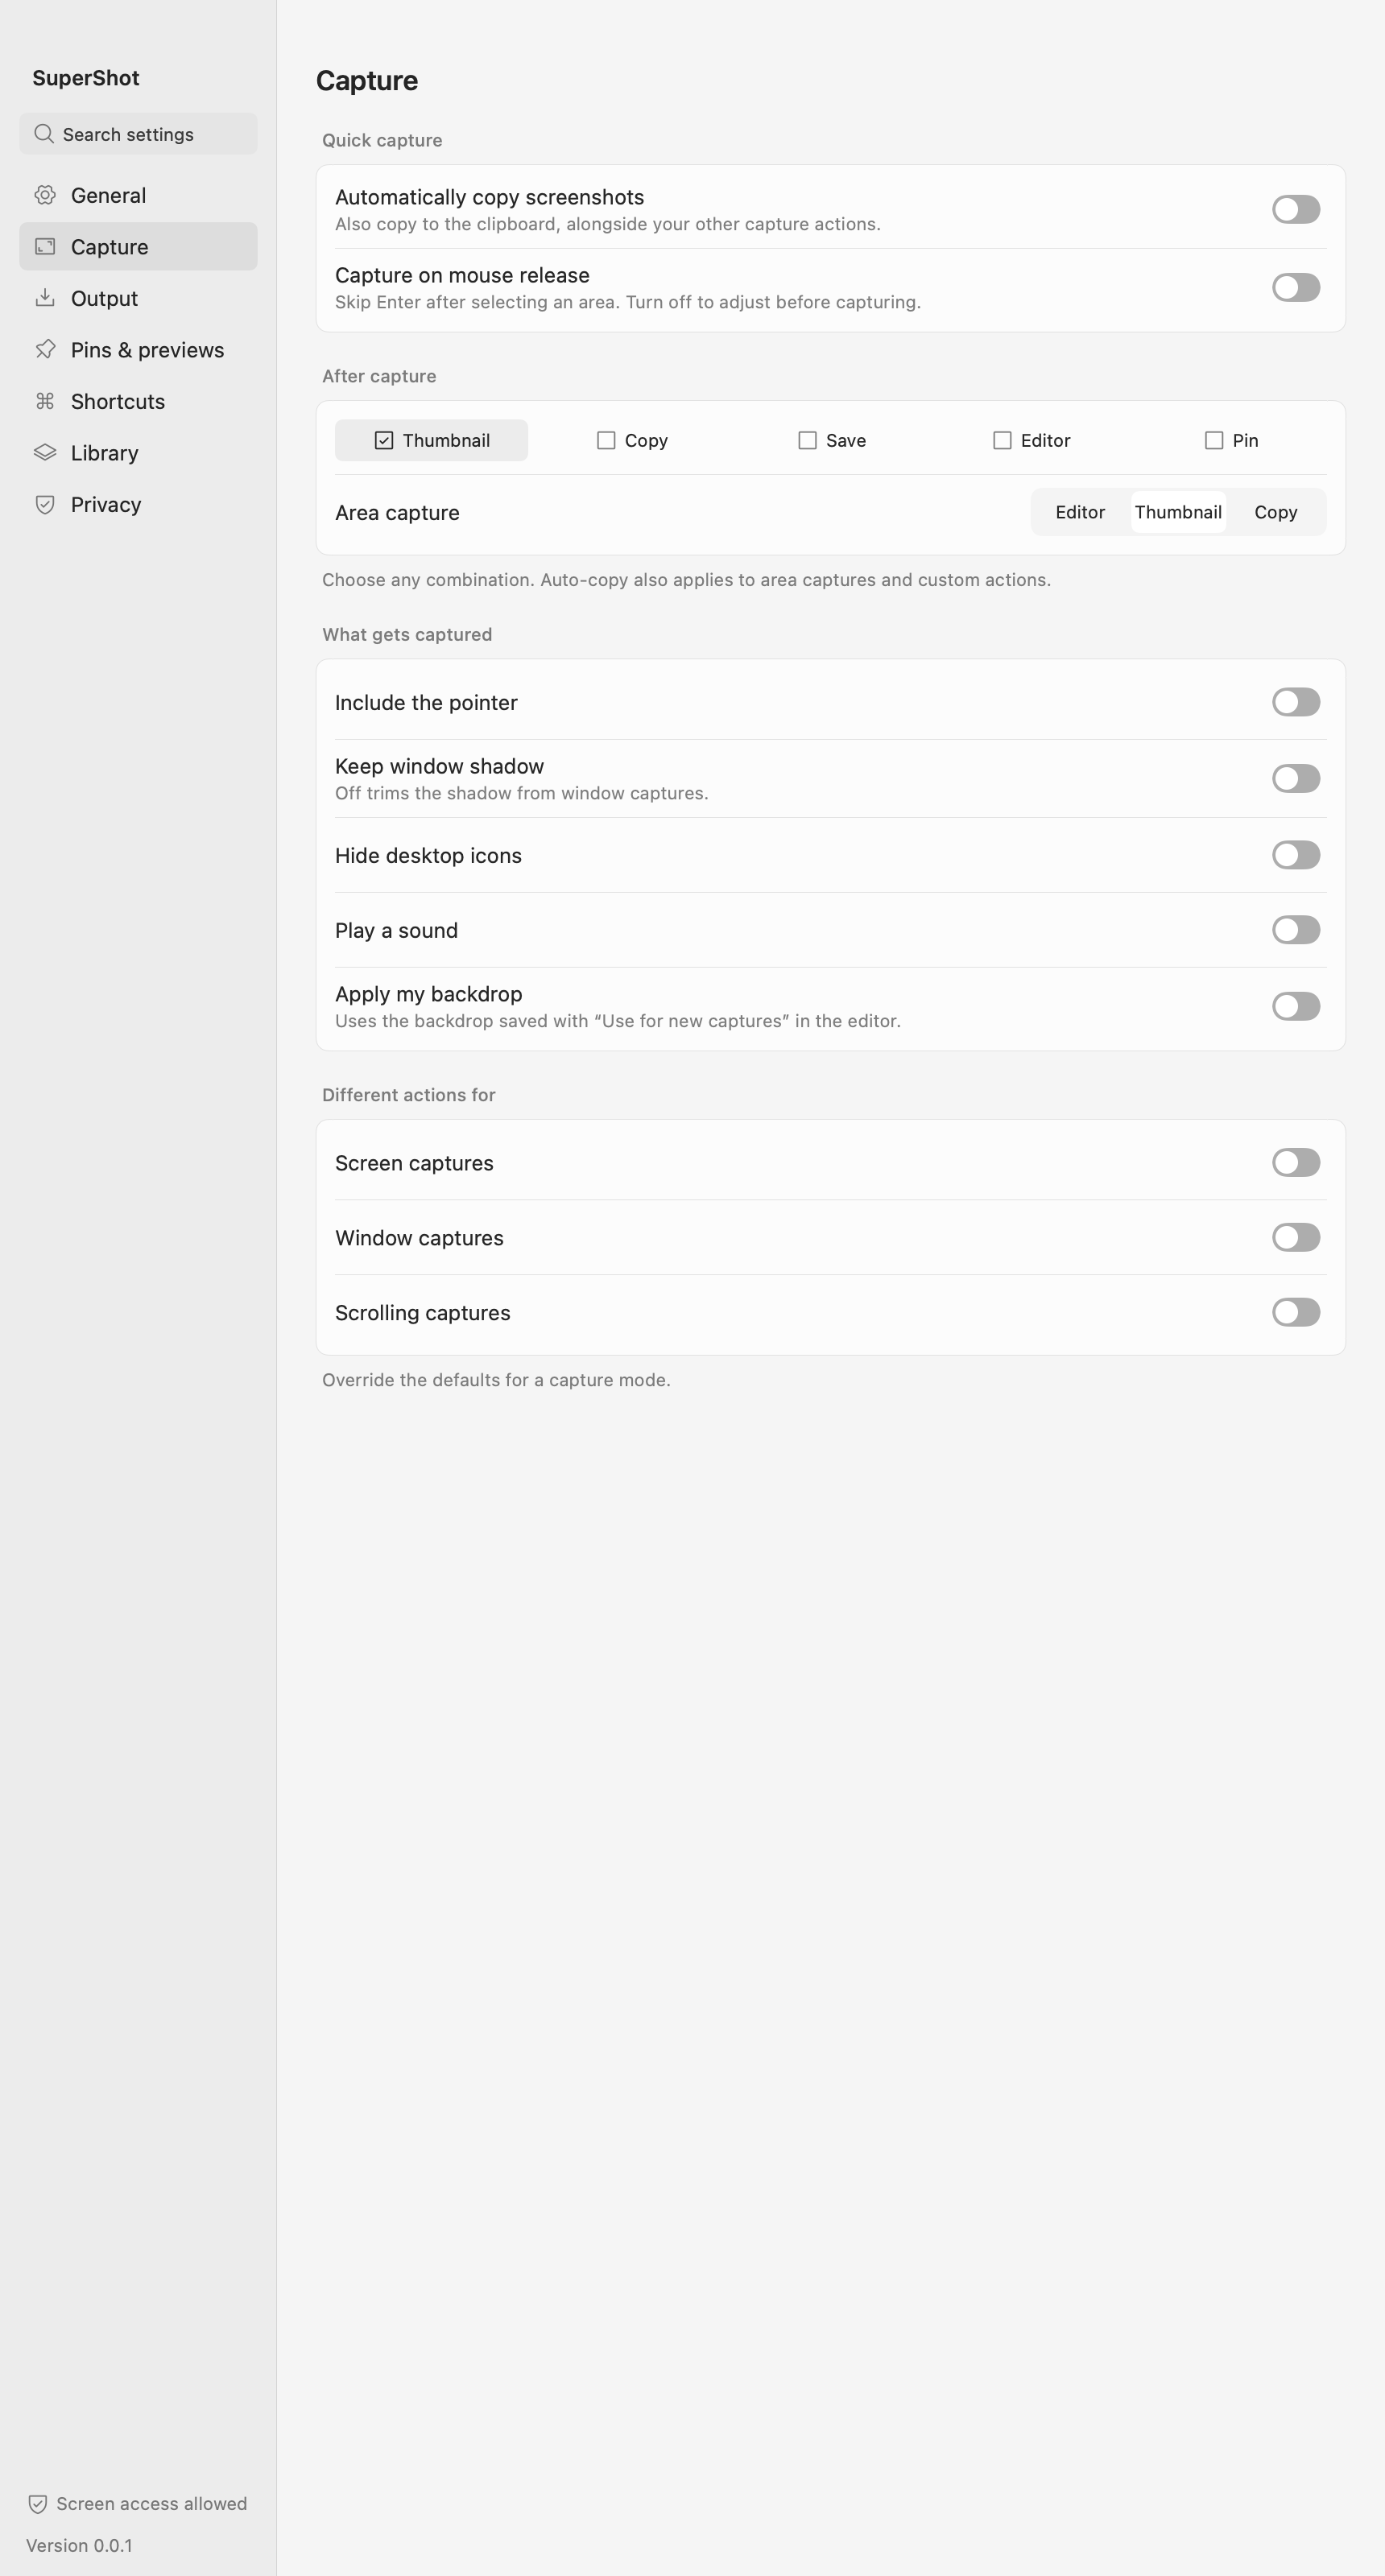 SuperShot
Search settings
General
Capture
Output
Pins & previews
Shortcuts
Library
Privacy
Screen access allowed
Version 0.0.1
Capture
Quick capture
Automatically copy screenshots
Also copy to the clipboard, alongside your other capture actions.
Capture on mouse release
Skip Enter after selecting an area. Turn off to adjust before capturing.
After capture
Thumbnail Copy Save Editor Pin
Area capture Editor Thumbnail Copy
Choose any combination. Auto-copy also applies to area captures and custom actions.
What gets captured
Include the pointer
Keep window shadow
Off trims the shadow from window captures.
Hide desktop icons
Play a sound
Apply my backdrop
Uses the backdrop saved with “Use for new captures” in the editor.
Different actions for
Screen captures
Window captures
Scrolling captures
Override the defaults for a capture mode.